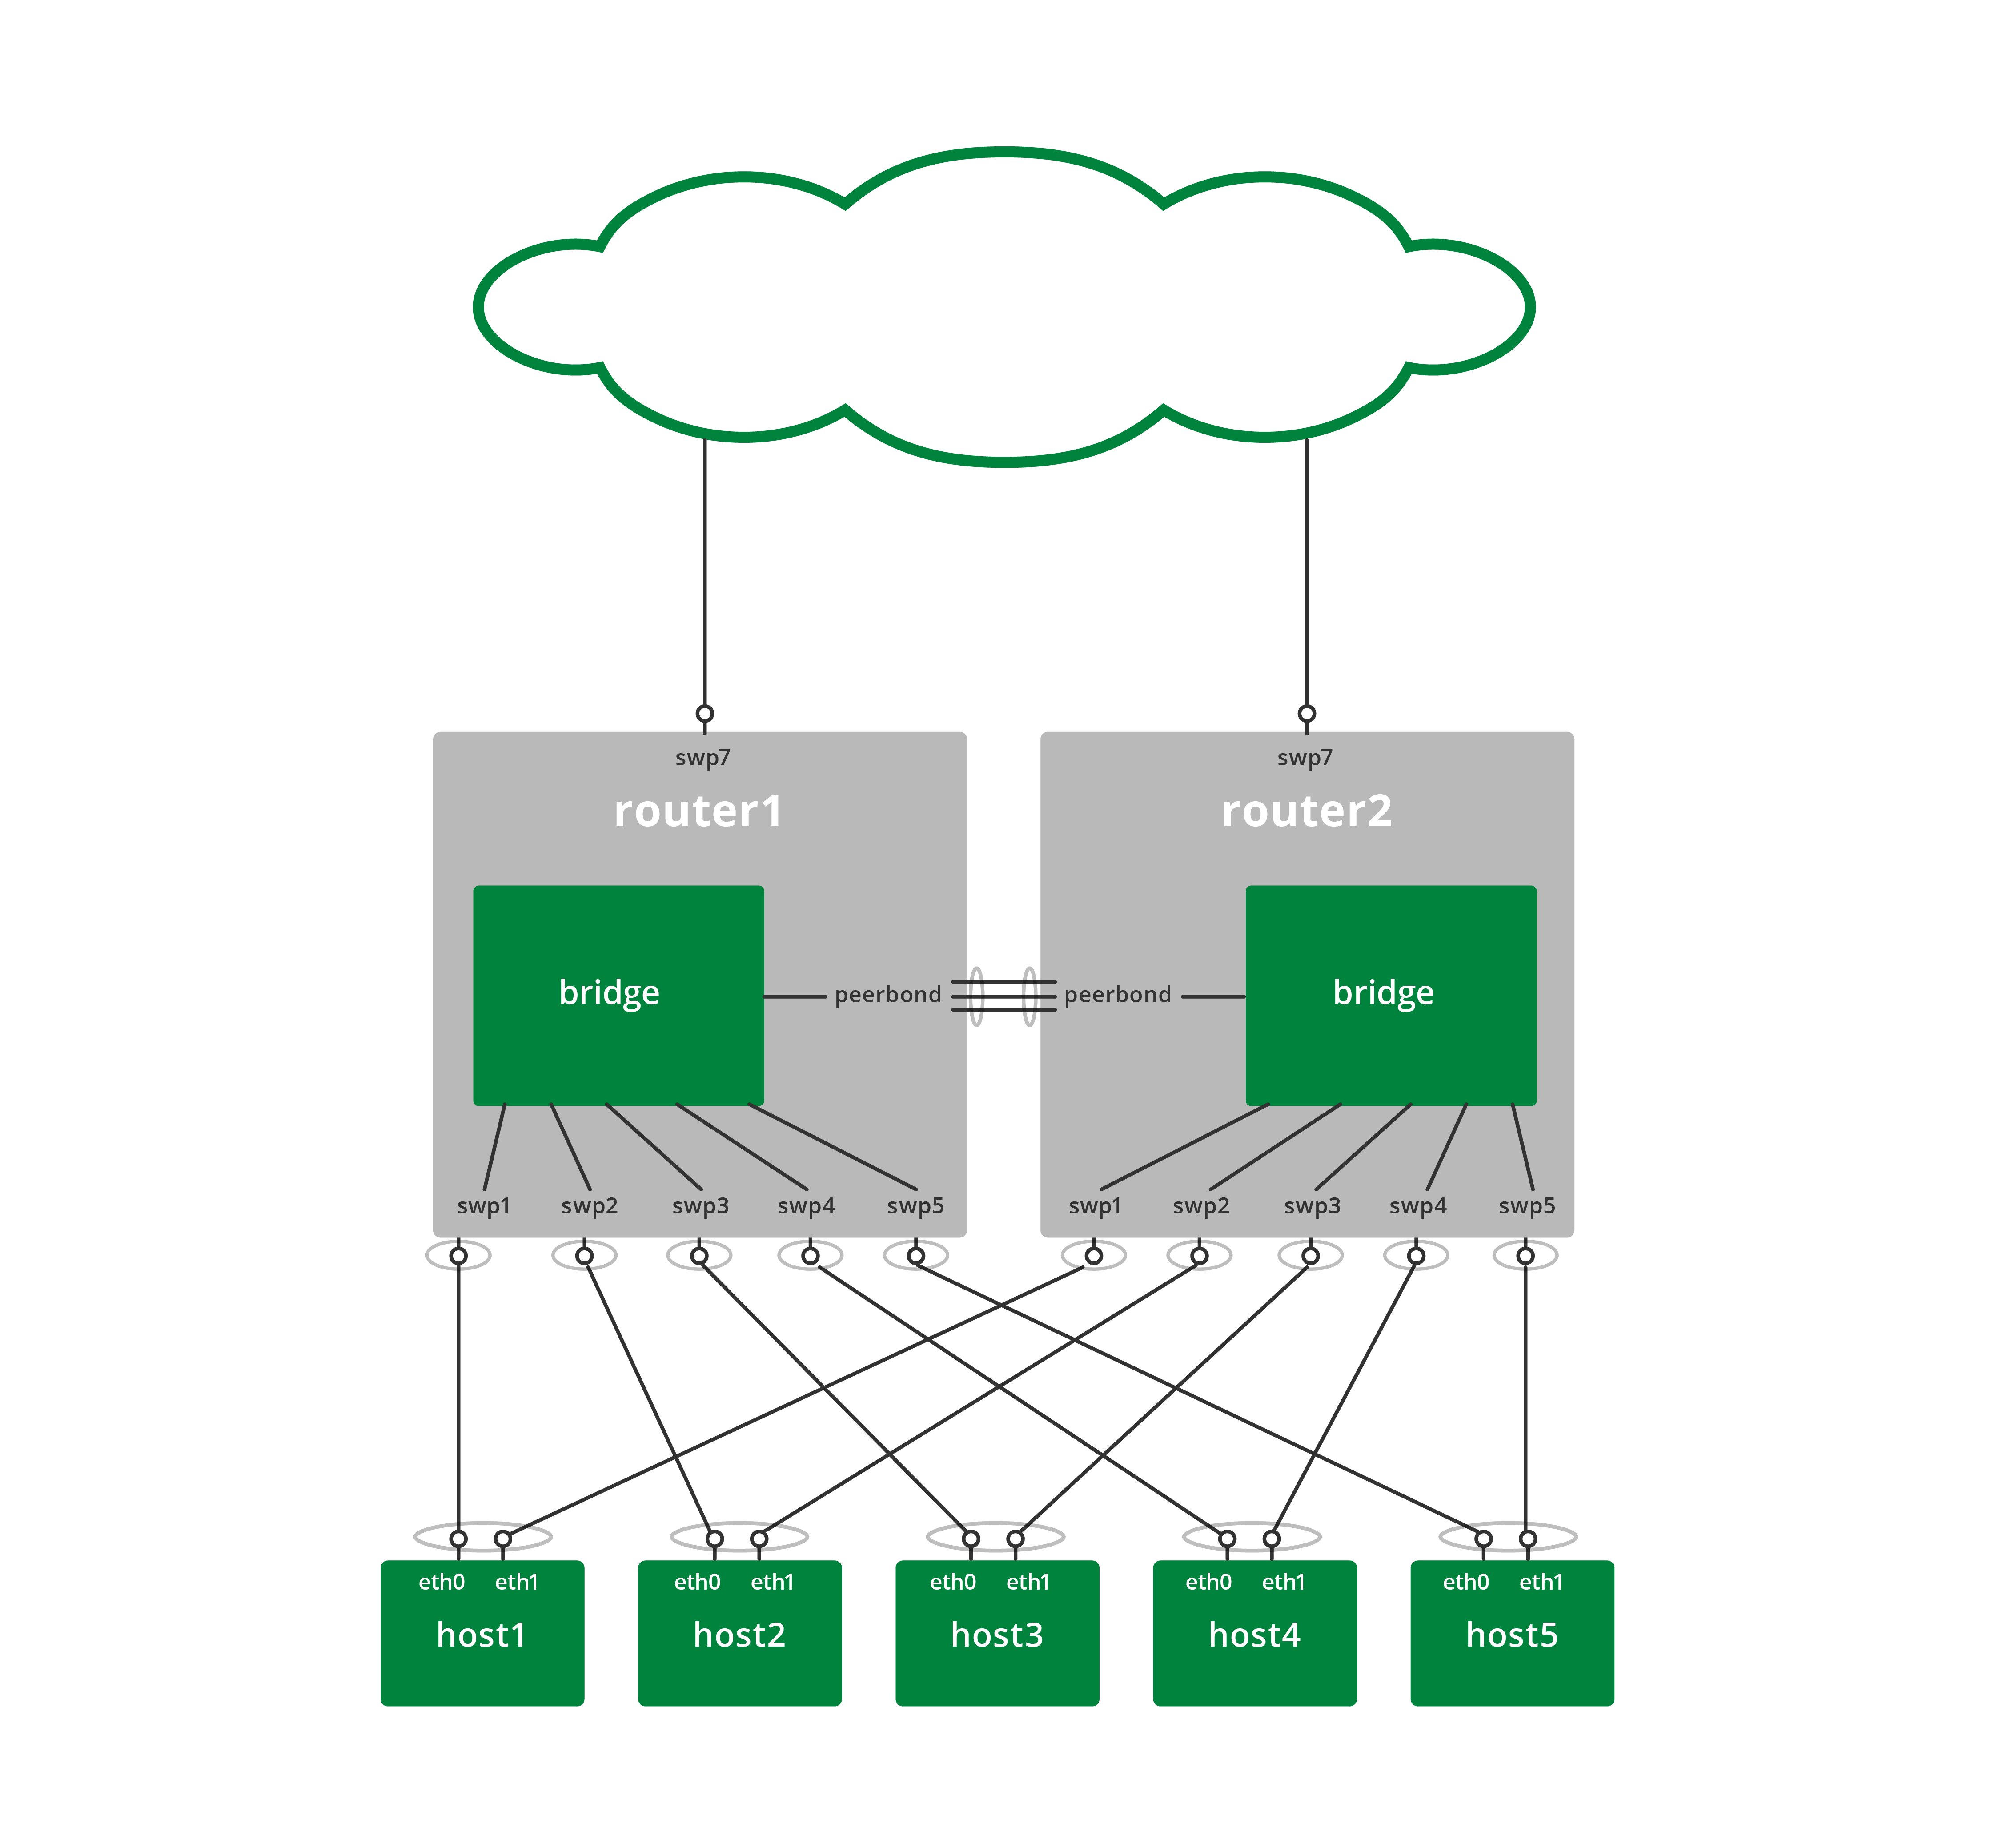 swp7
swp7
router1
router2
bridge
peerbond
peerbond
bridge
swp1 swp2 swp3 swp4 swp5
swp1 swp2 swp3 swp4 swp5
eth0 eth1
host1
eth0 eth1
host2
eth0 eth1
host3
eth0 eth1
host4
eth0 eth1
host5